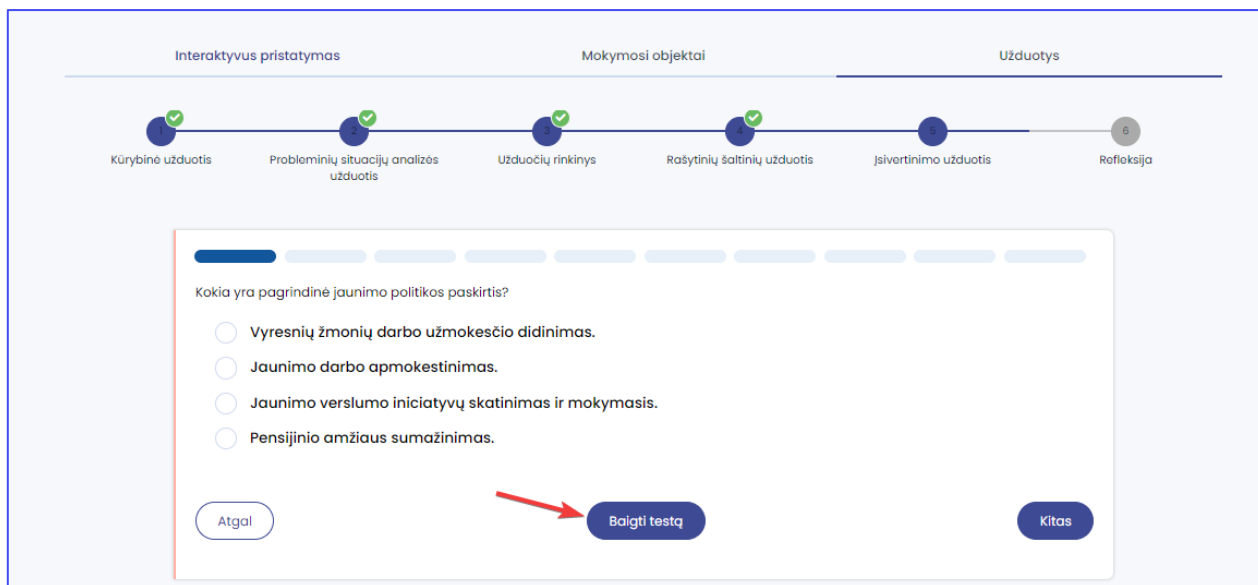 Interaktyvus pristatymas
Mokymosi objektai
Užduotys
1
2
3
4
5
6
Kūrybinė užduotis
Probleminių situacijų analizės
užduotis
Užduočių rinkinys
Rašytinių šaltinių užduotis
Įsivertinimo užduotis
Refleksija
Kokia yra pagrindinė jaunimo politikos paskirtis?
Vyresnių žmonių darbo užmokesčio didinimas.
Jaunimo darbo apmokestinimas.
Jaunimo verslumo iniciatyvų skatinimas ir mokymasis.
Pensijinio amžiaus sumažinimas.
Atgal
Baigti testą
Kitas